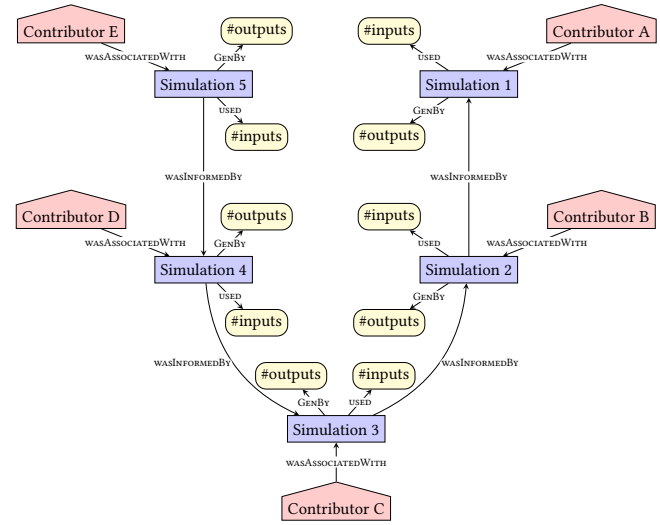 Contributor E
#outputs
#inputs
Contributor A
wasAssociatedWith
GenBy
used
wasAssociatedWith
Simulation 5
Simulation 1
used
GenBy
#inputs
#outputs
wasInformedBy
wasInformedBy
Contributor D
#outputs
#inputs
Contributor B
wasAssociatedWith
GenBy
used
wasAssociatedWith
Simulation 4
Simulation 2
used
GenBy
#inputs
#outputs
wasInformedBy
wasInformedBy
#outputs
#inputs
GenBy
used
Simulation 3
wasAssociatedWith
Contributor C